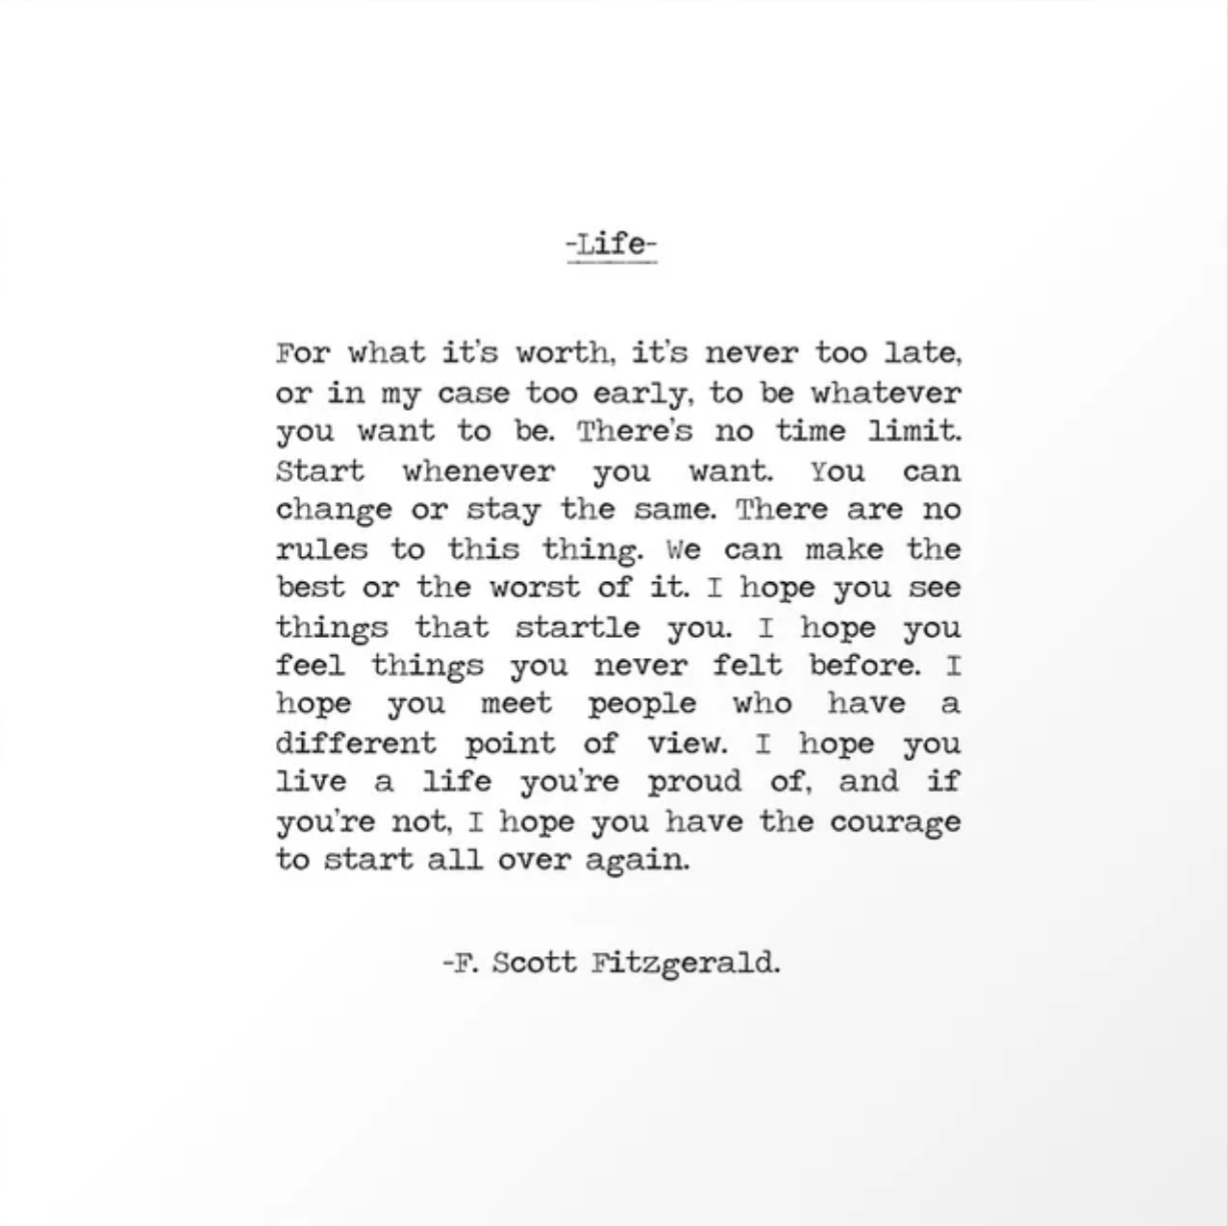 -Life-
For what it's worth, it's never too late,
or in my case too early, to be whatever
you want to be. There's no time limit.
Start whenever you want. You can
change or stay the same. There are no
rules to this thing. We can make the
best or the worst of it. I hope you see
things that startle you. I hope you
feel things you never felt before. I
hope you meet people who have a
different point of view. I hope you
live a life you're proud of, and if
you're not, I hope you have the courage
to start all over again.
-F. Scott Fitzgerald.